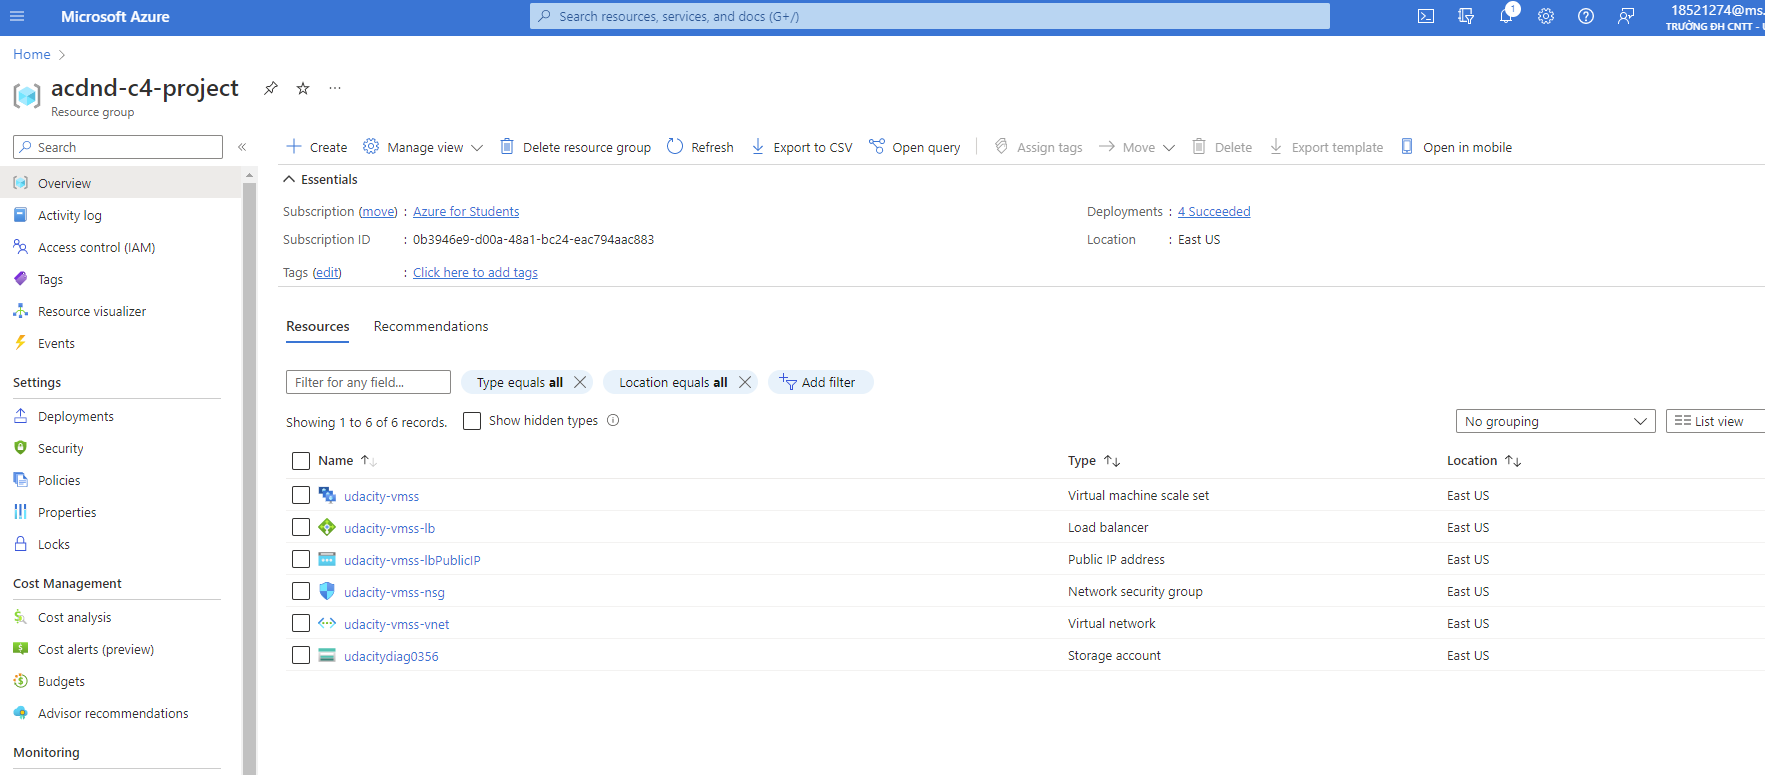 Microsoft Azure
Search resources, services, and docs (G+/)
1
18521274@ms.
TRƯỜNG ĐH CNTT - U
Home
acdnd-c4-project
...
Resource group
Search
«
Create
Manage view
Delete resource group
Refresh
Export to CSV
Open query
Assign tags
Move
Delete
Export template
Open in mobile
Overview
Activity log
Access control (IAM)
Tags
Resource visualizer
Events
Settings
Deployments
Security
Policies
Properties
Locks
Cost Management
Cost analysis
Cost alerts (preview)
Budgets
Advisor recommendations
Monitoring
Essentials
Subscription (move) : Azure for Students
Deployments : 4 Succeeded
Subscription ID : 0b3946e9-d00a-48a1-bc24-eac794aac883
Location : East US
Tags (edit) : Click here to add tags
Resources Recommendations
Filter for any field...
Type equals all
Location equals all
Add filter
Showing 1 to 6 of 6 records.
Show hidden types
No grouping
List view
Name Type Location
udacity-vmss Virtual machine scale set East US
udacity-vmss-lb Load balancer East US
udacity-vmss-lbPublicIP Public IP address East US
udacity-vmss-nsg Network security group East US
udacity-vmss-vnet Virtual network East US
udacitydiag0356 Storage account East US